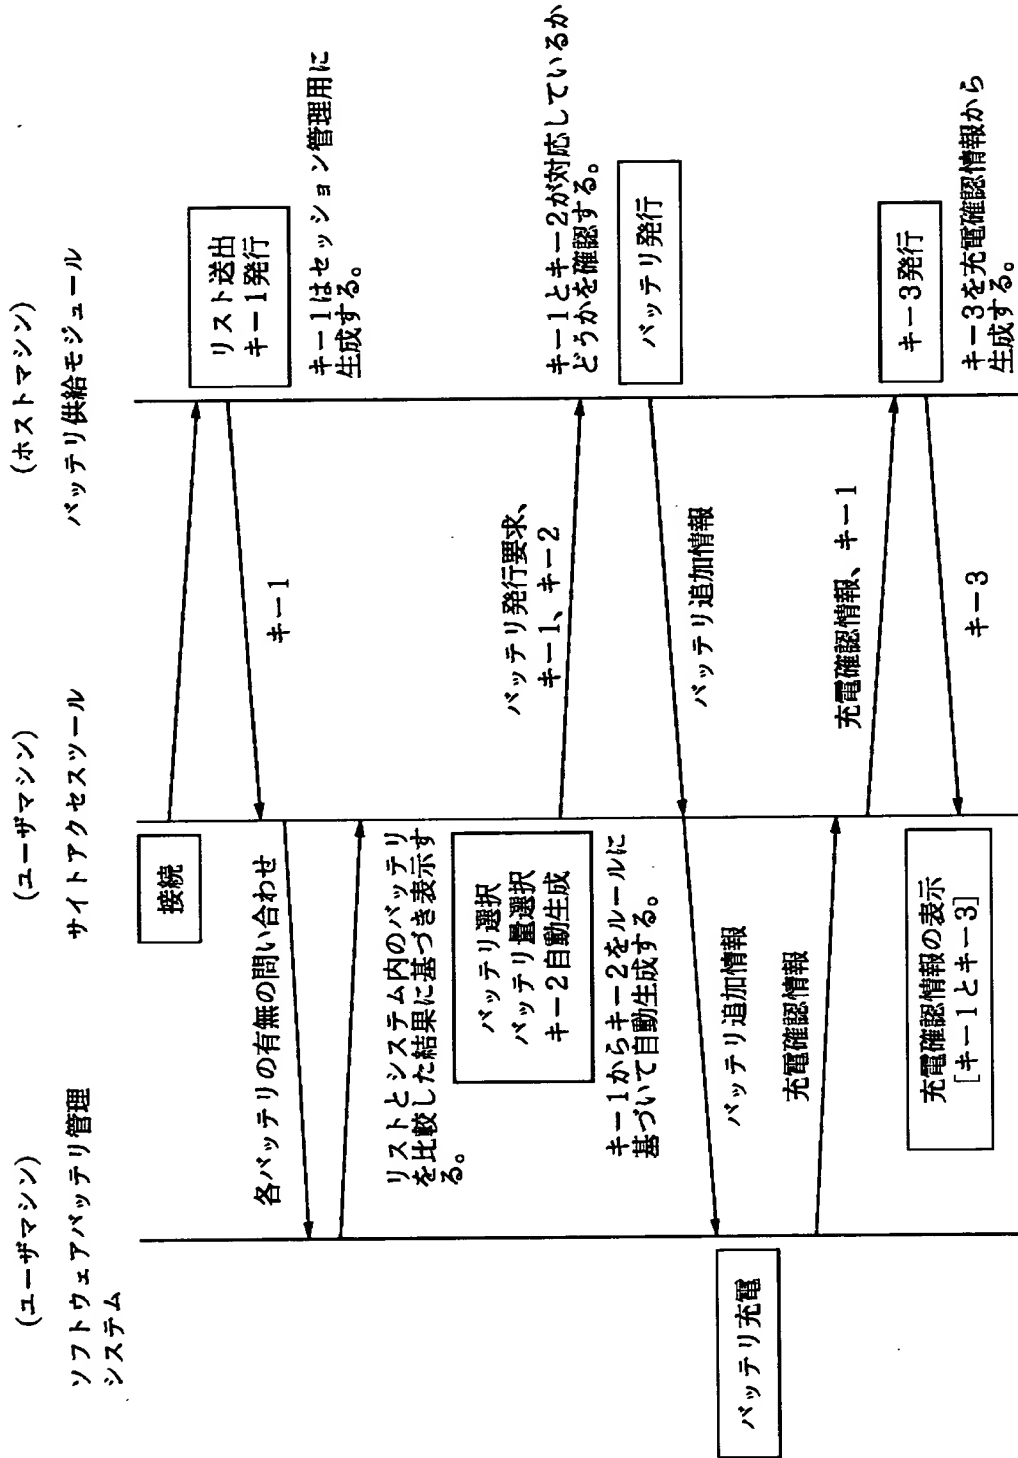 (ユーザマシン)
ソフトウェアバッテリ管理
システム
(ユーザマシン)
サイトアクセスツール
(ホストマシン)
バッテリ供給モジュール
接続
リスト送出
キー1発行
キー1はセッション管理用に
生成する。
キー1
各バッテリの有無の問い合わせ
リストとシステム内のバッテリ
を比較した結果に基づき表示す
る。
バッテリ選択
バッテリ量選択
キー2自動生成
キー1からキー2をルールに
基づいて自動生成する。
バッテリ発行要求、
キー1、キー2
キー1とキー2が対応しているか
どうかを確認する。
バッテリ発行
バッテリ追加情報
バッテリ追加情報
バッテリ充電
充電確認情報
充電確認情報、キー1
キー3発行
キー3を充電確認情報から
生成する。
キー3
充電確認情報の表示
[キー1とキー3]